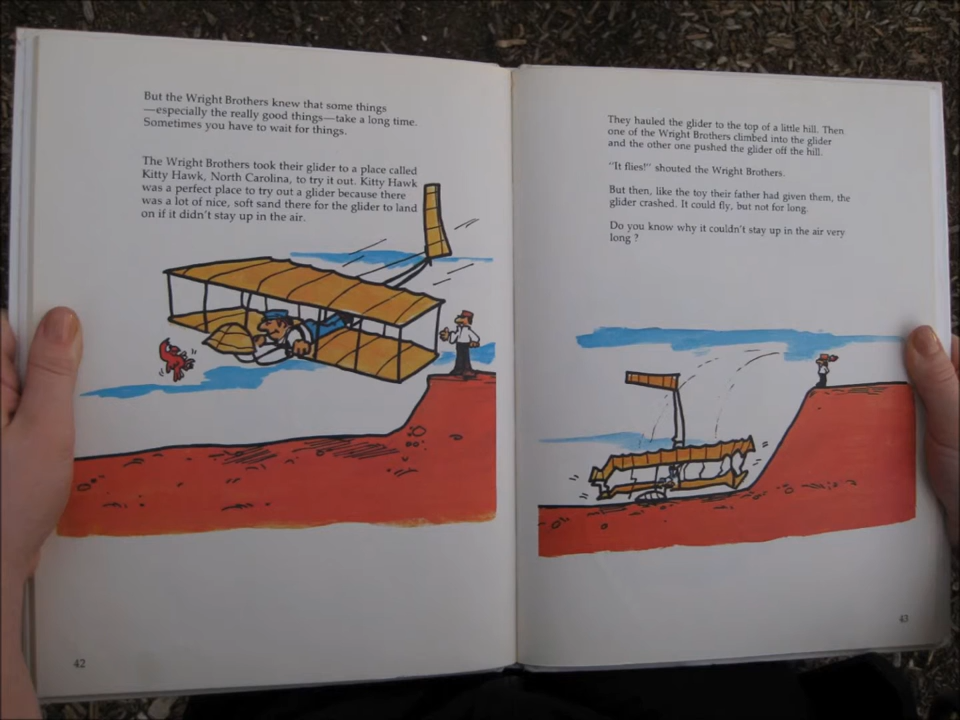 But the Wright Brothers knew that some things
—especially the really good things—take a long time.
Sometimes you have to wait for things.
The Wright Brothers took their glider to a place called
Kitty Hawk, North Carolina, to try it out. Kitty Hawk
was a perfect place to try out a glider because there
was a lot of nice, soft sand there for the glider to land
on if it didn't stay up in the air.
42
They hauled the glider to the top of a little hill. Then
one of the Wright Brothers climbed into the glider
and the other one pushed the glider off the hill.
"It flies!" shouted the Wright Brothers.
But then, like the toy their father had given them, the
glider crashed. It could fly, but not for long.
Do you know why it couldn't stay up in the air very
long ?
43